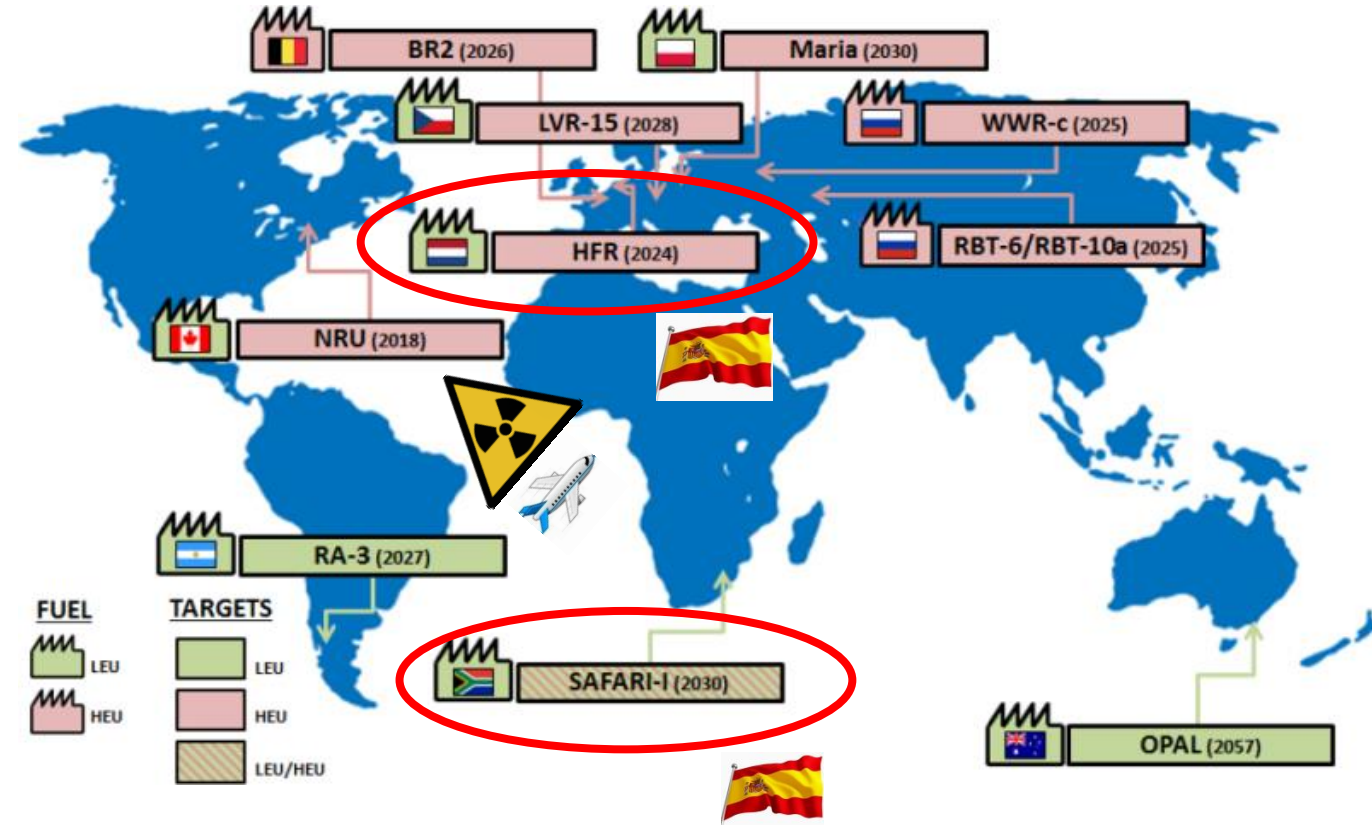 BR2 (2026)
Maria (2030)
LVR-15 (2028)
WWR-c (2025)
HFR (2024)
RBT-6/RBT-10a (2025)
NRU (2018)
RA-3 (2027)
FUEL
TARGETS
LEU
LEU
SAFARI-I (2030)
HEU
HEU
OPAL (2057)
LEU/HEU